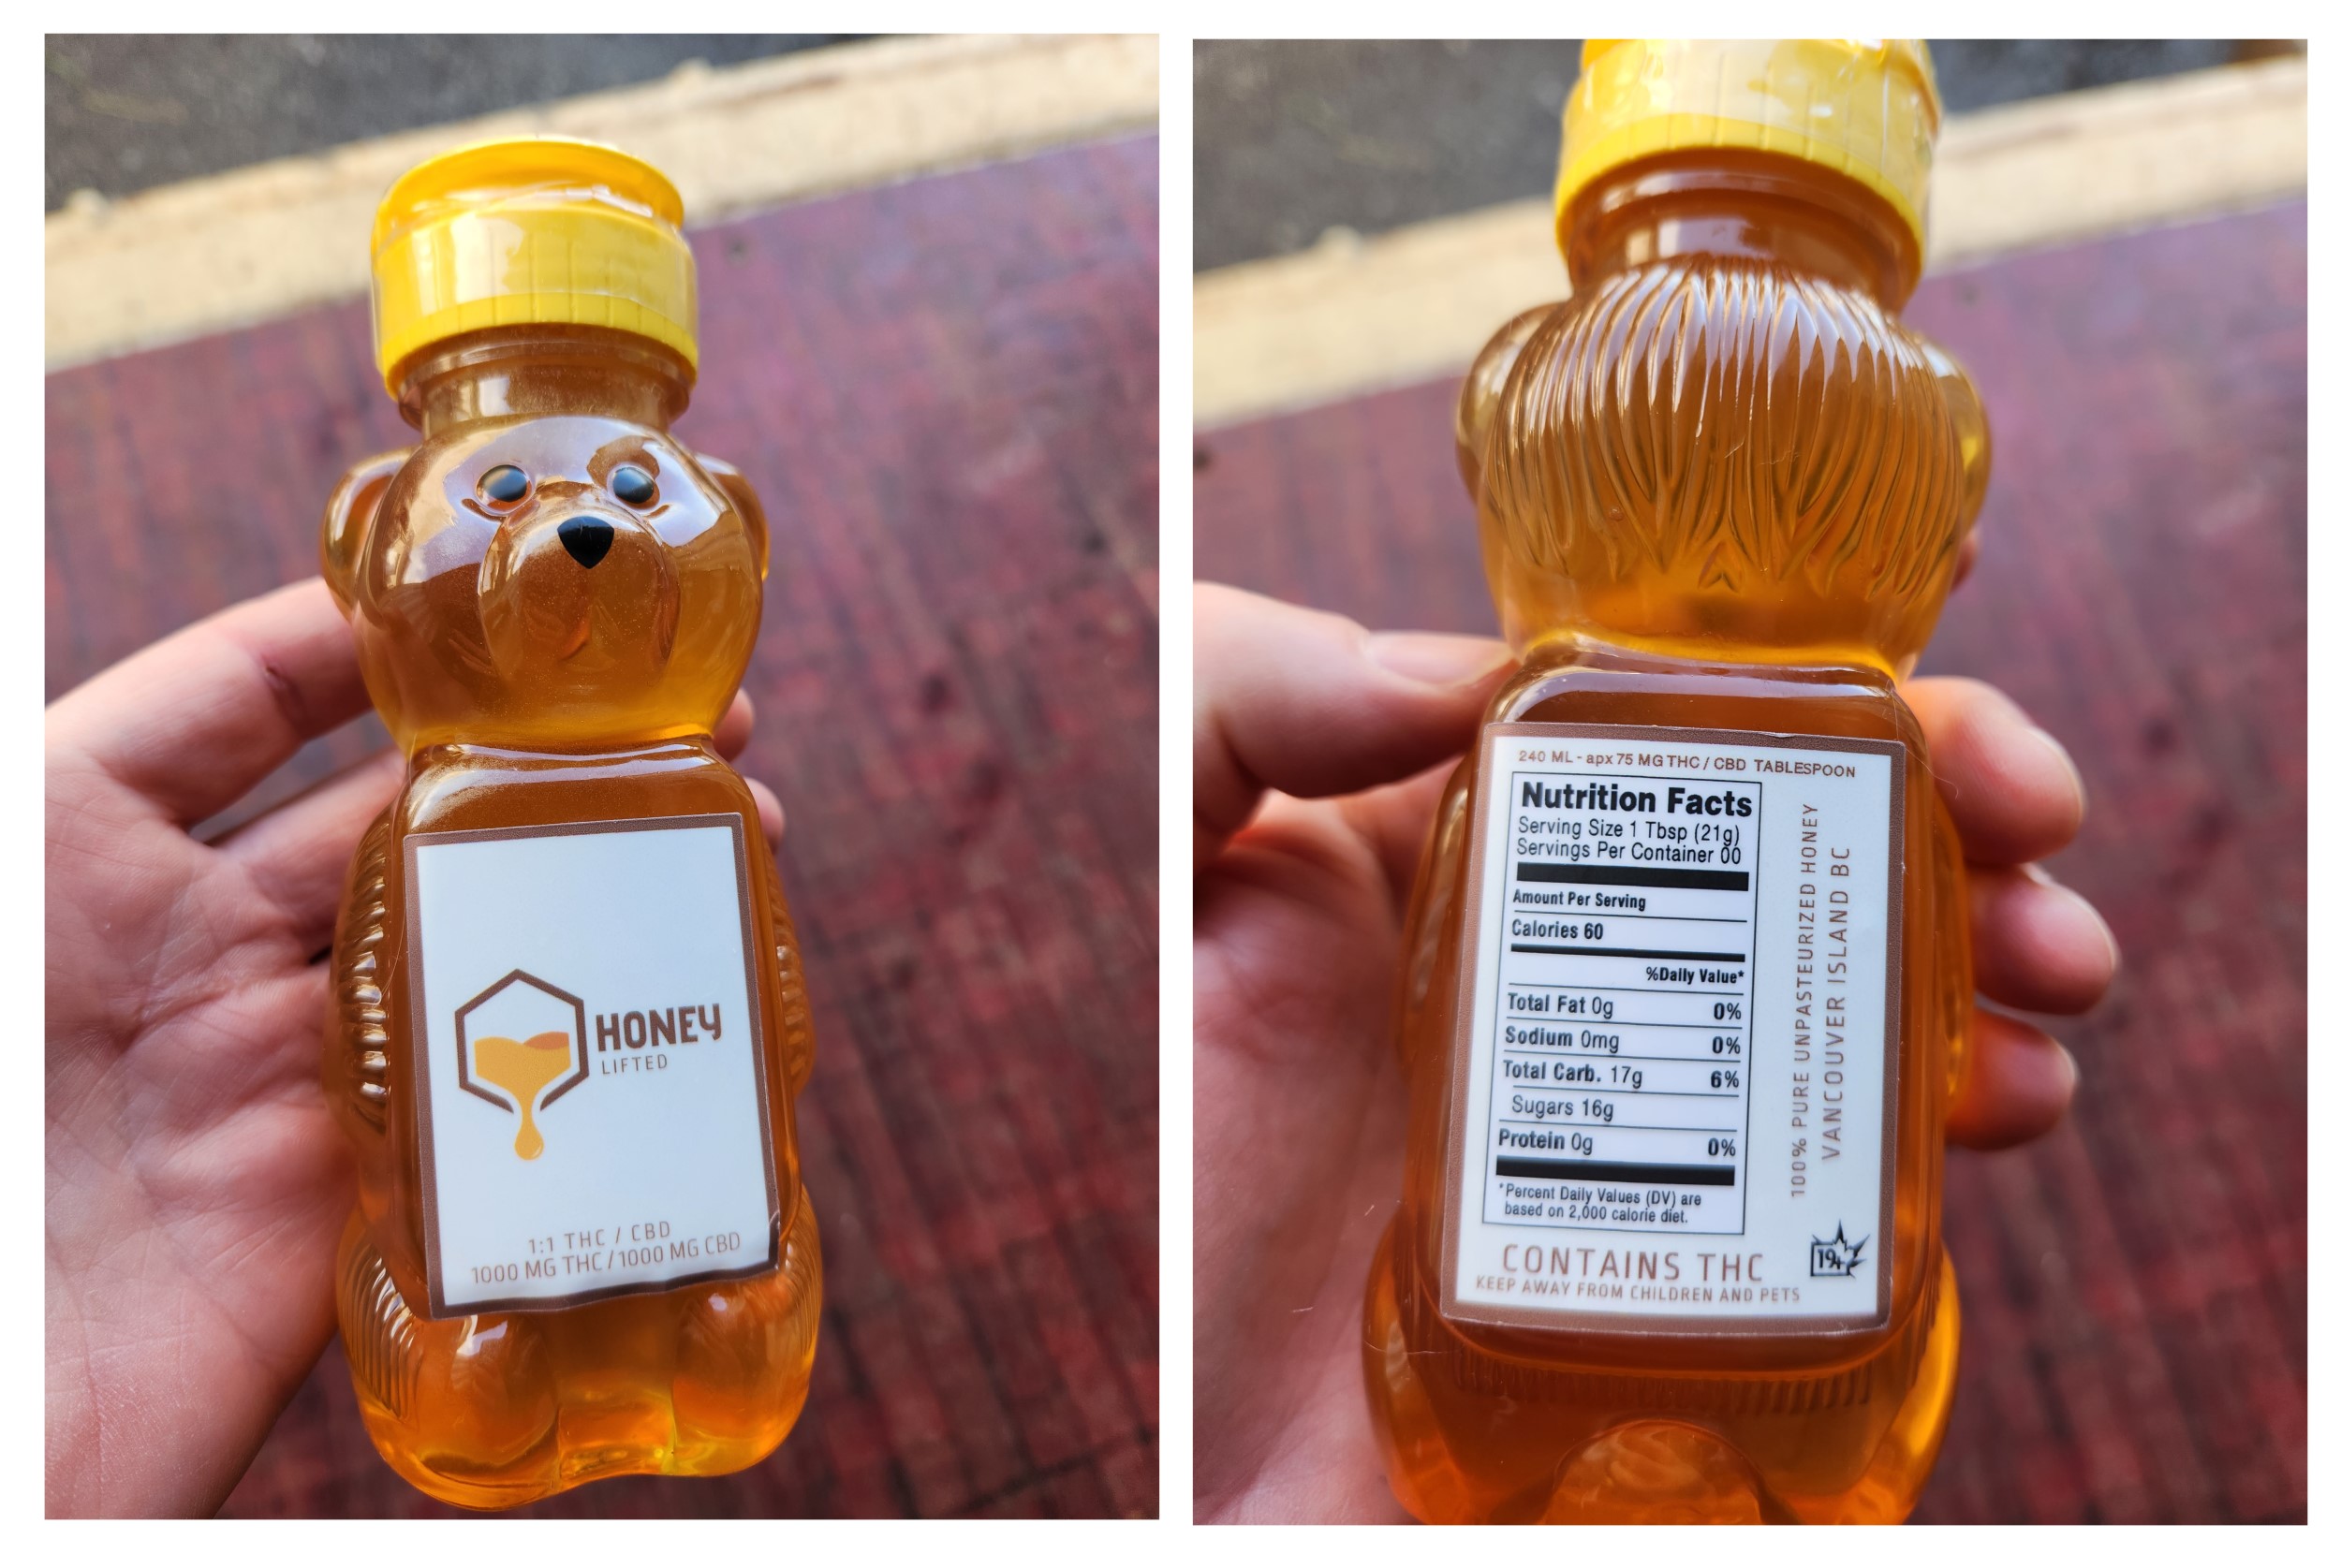 HONEY
LIFTED
1:1 THC / CBD
1000 MG THC / 1000 MG CBD
240 ML - apx 75 MG THC / CBD TABLESPOON
Nutrition Facts
Serving Size 1 Tbsp (21g)
Servings Per Container 00
Amount Per Serving
Calories 60
%Daily Value*
Total Fat 0g 0%
Sodium 0mg 0%
Total Carb. 17g 6%
Sugars 16g
Protein 0g 0%
*Percent Daily Values (DV) are
based on 2,000 calorie diet.
100% PURE UNPASTEURIZED HONEY
VANCOUVER ISLAND BC
CONTAINS THC
KEEP AWAY FROM CHILDREN AND PETS
19+